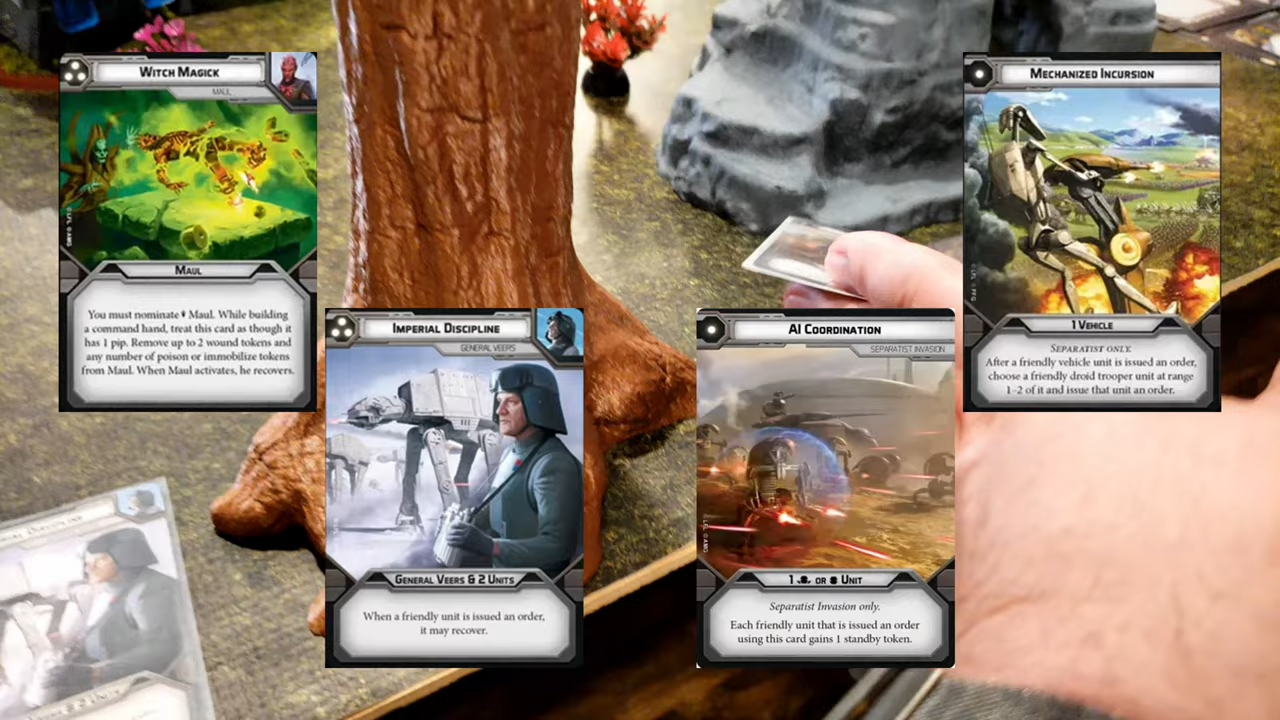 WITCH MAGICK
MAUL
MAUL
You must nominate Maul. While building
a command hand, treat this card as though it
has 1 pip. Remove up to 2 wound tokens and
any number of poison or immobilize tokens
from Maul. When Maul activates, he recovers.
IMPERIAL DISCIPLINE
GENERAL VEERS
GENERAL VEERS & 2 UNITS
When a friendly unit is issued an order,
it may recover.
AI COORDINATION
SEPARATIST INVASION
1 OR UNIT
Separatist Invasion only.
Each friendly unit that is issued an order
using this card gains 1 standby token.
MECHANIZED INCURSION
1 VEHICLE
SEPARATIST ONLY.
After a friendly vehicle unit is issued an order,
choose a friendly droid trooper unit at range
1–2 of it and issue that unit an order.